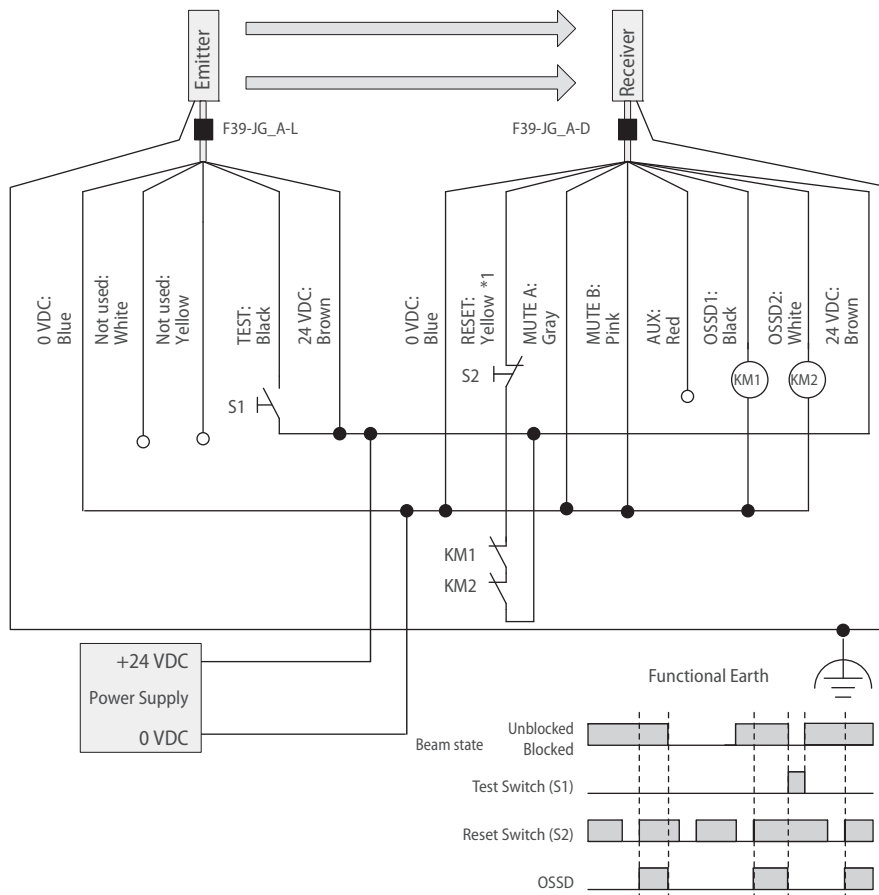 Emitter
Receiver
F39-JG_A-L
F39-JG_A-D
0 VDC:
Blue
Not used:
White
Not used:
Yellow
TEST:
Black
24 VDC:
Brown
0 VDC:
Blue
RESET:
Yellow *1
MUTE A:
Gray
MUTE B:
Pink
AUX:
Red
OSSD1:
Black
OSSD2:
White
24 VDC:
Brown
S1
S2
KM1
KM2
KM1
KM2
+24 VDC
Power Supply
0 VDC
Functional Earth
Beam state
Unblocked
Blocked
Test Switch (S1)
Reset Switch (S2)
OSSD